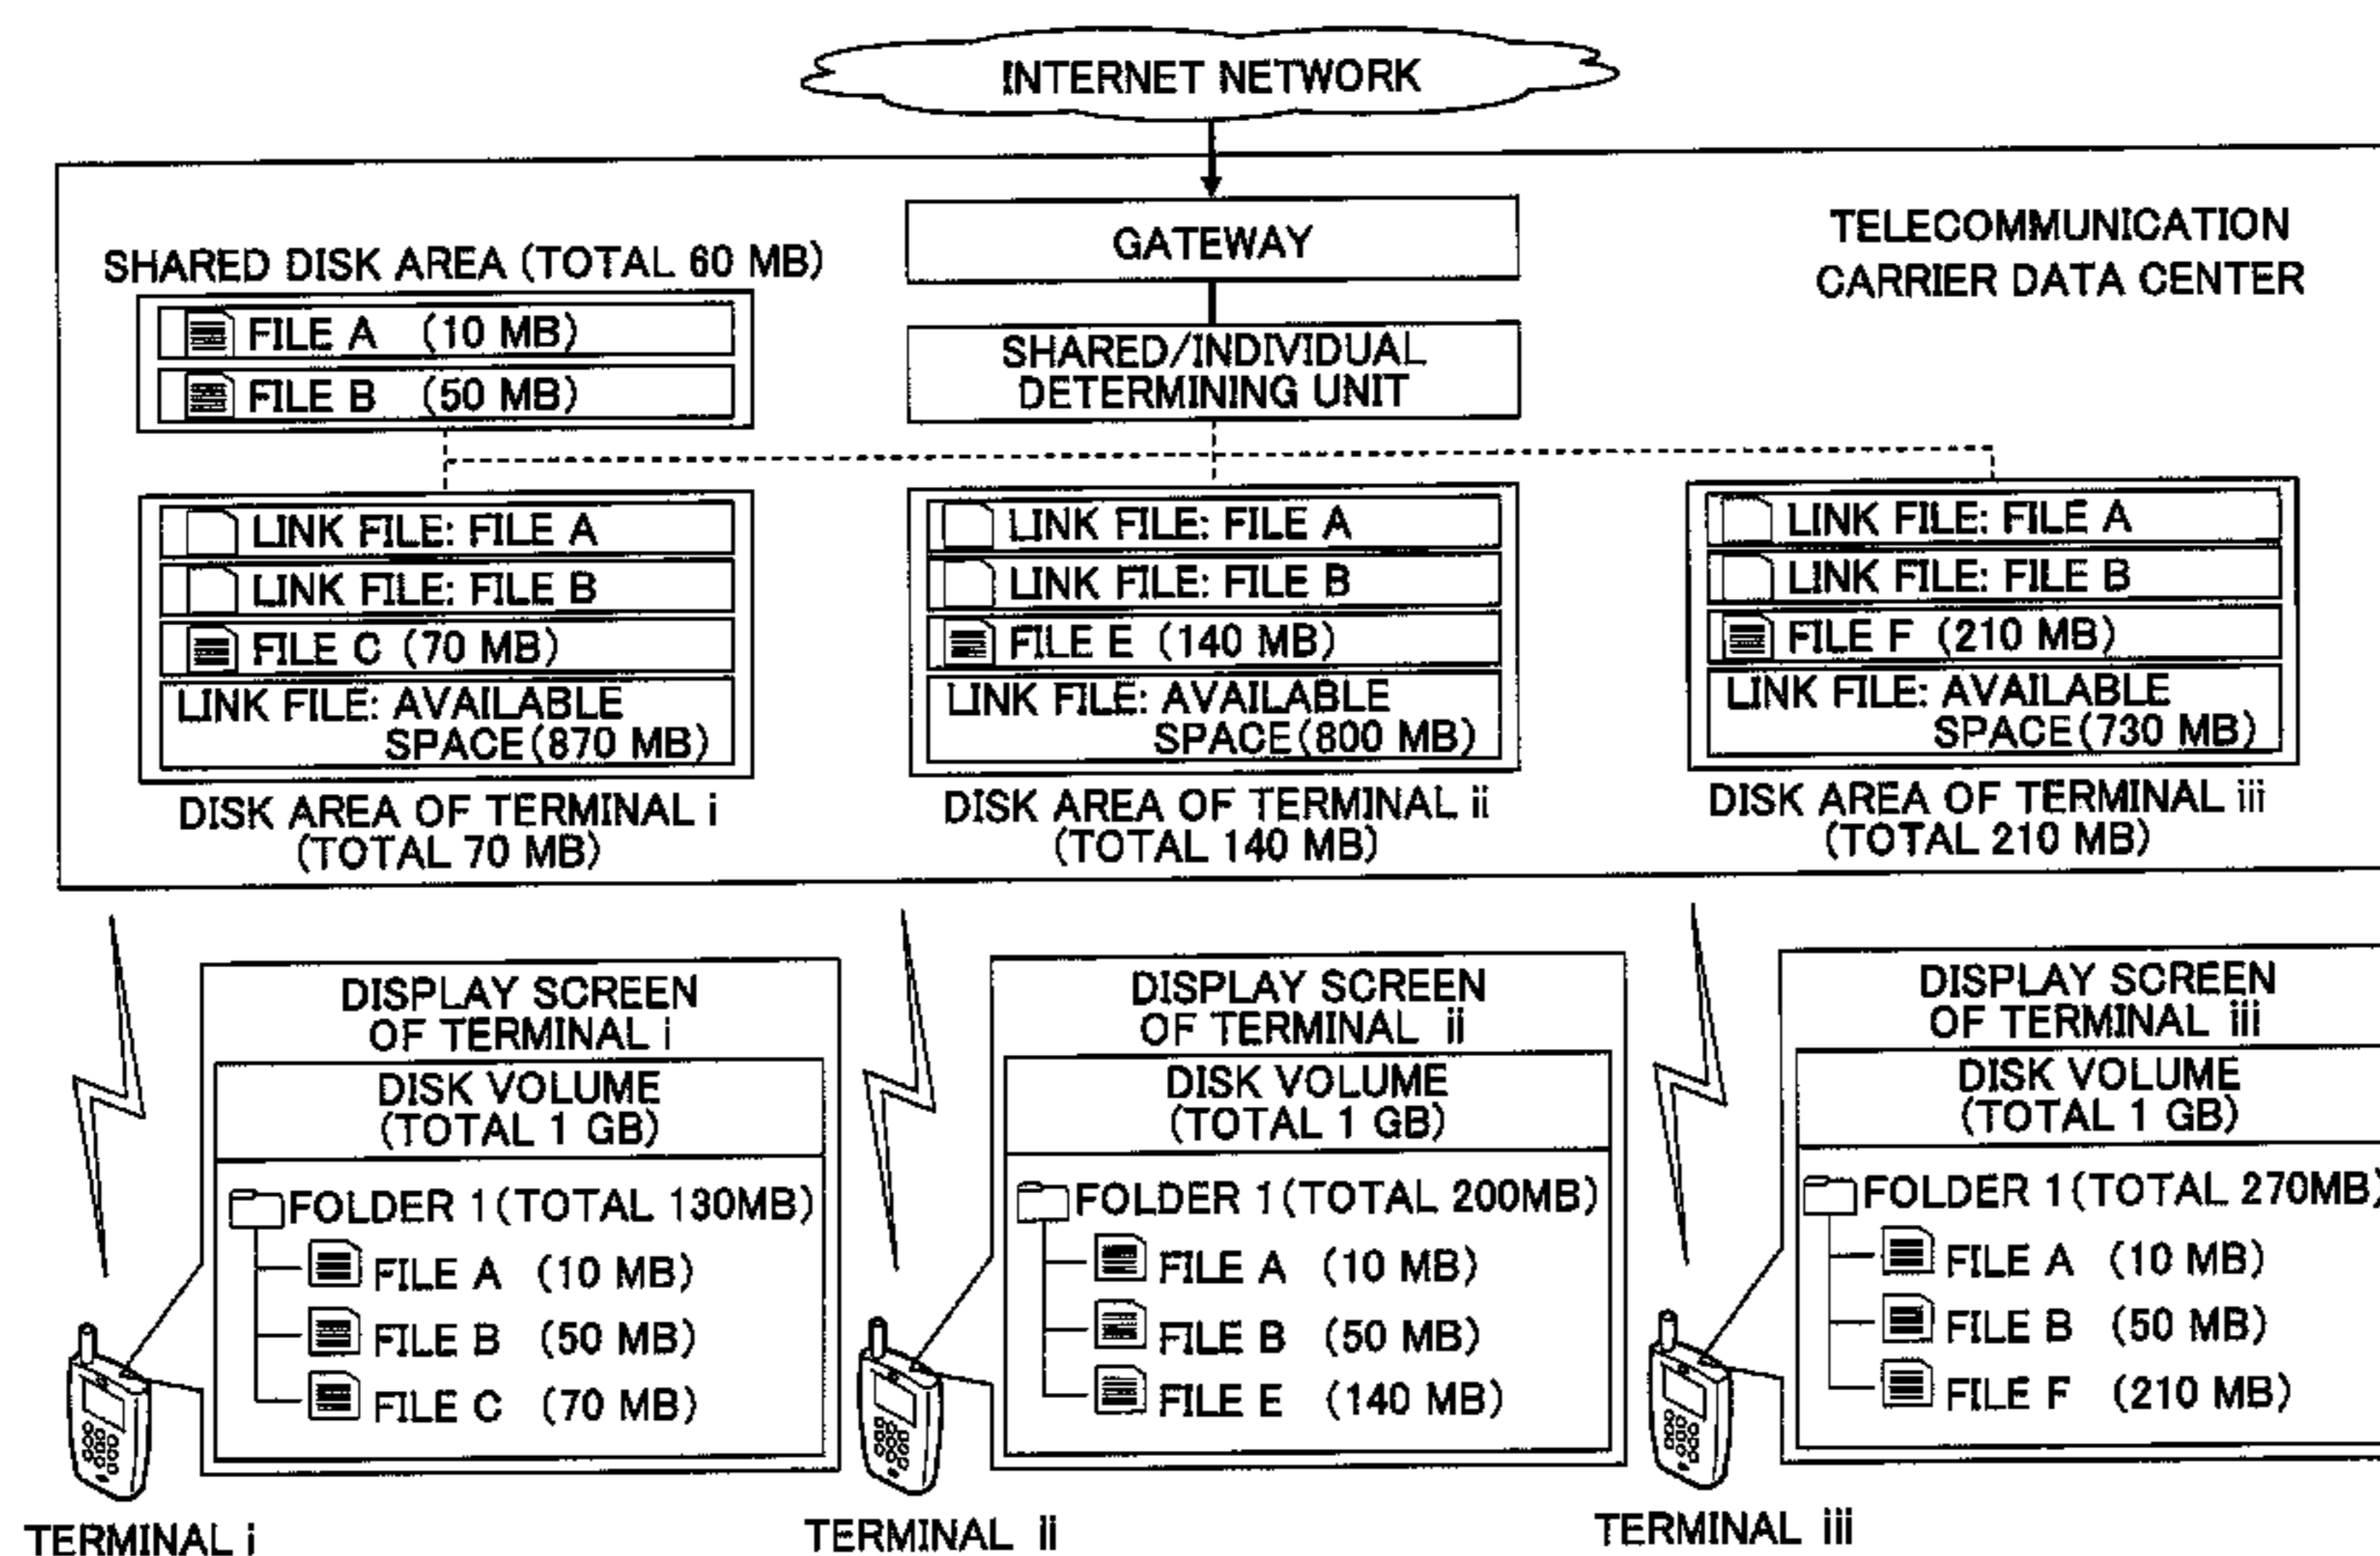 INTERNET NETWORK
GATEWAY
TELECOMMUNICATION
CARRIER DATA CENTER
SHARED DISK AREA (TOTAL 60 MB)
FILE A (10 MB)
FILE B (50 MB)
SHARED/INDIVIDUAL
DETERMINING UNIT
LINK FILE: FILE A
LINK FILE: FILE B
FILE C (70 MB)
LINK FILE: AVAILABLE
SPACE(870 MB)
DISK AREA OF TERMINAL i
(TOTAL 70 MB)
LINK FILE: FILE A
LINK FILE: FILE B
FILE E (140 MB)
LINK FILE: AVAILABLE
SPACE(800 MB)
DISK AREA OF TERMINAL ii
(TOTAL 140 MB)
LINK FILE: FILE A
LINK FILE: FILE B
FILE F (210 MB)
LINK FILE: AVAILABLE
SPACE(730 MB)
DISK AREA OF TERMINAL iii
(TOTAL 210 MB)
DISPLAY SCREEN
OF TERMINAL i
DISK VOLUME
(TOTAL 1 GB)
FOLDER 1(TOTAL 130MB)
FILE A (10 MB)
FILE B (50 MB)
FILE C (70 MB)
TERMINAL i
DISPLAY SCREEN
OF TERMINAL ii
DISK VOLUME
(TOTAL 1 GB)
FOLDER 1(TOTAL 200MB)
FILE A (10 MB)
FILE B (50 MB)
FILE E (140 MB)
TERMINAL ii
DISPLAY SCREEN
OF TERMINAL iii
DISK VOLUME
(TOTAL 1 GB)
FOLDER 1(TOTAL 270MB)
FILE A (10 MB)
FILE B (50 MB)
FILE F (210 MB)
TERMINAL iii